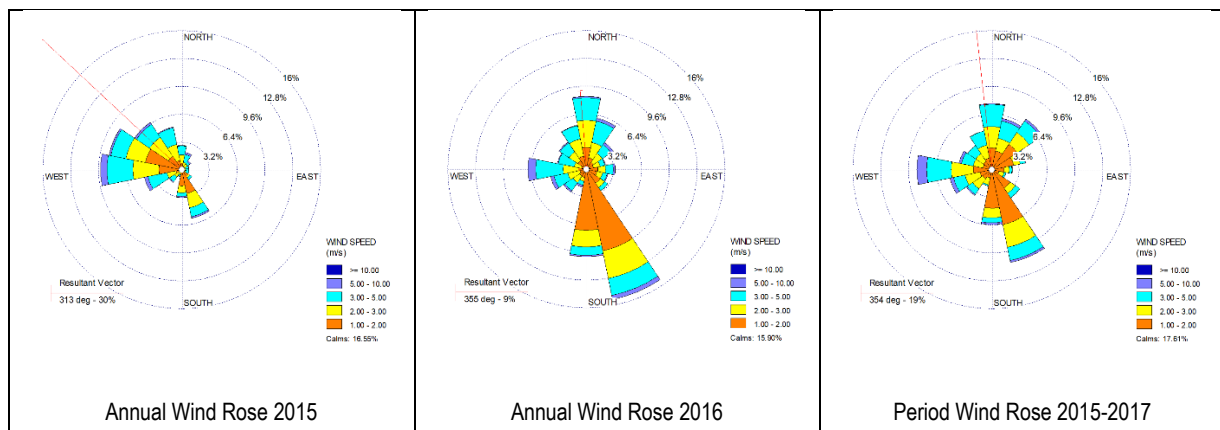 NORTH
16%
12.8%
9.6%
6.4%
3.2%
WEST
EAST
SOUTH
WIND SPEED
(m/s)
>= 10.00
5.00 - 10.00
3.00 - 5.00
2.00 - 3.00
1.00 - 2.00
Calms: 16.55%
Resultant Vector
313 deg - 30%
Annual Wind Rose 2015
NORTH
16%
12.8%
9.6%
6.4%
3.2%
WEST
EAST
SOUTH
WIND SPEED
(m/s)
>= 10.00
5.00 - 10.00
3.00 - 5.00
2.00 - 3.00
1.00 - 2.00
Calms: 15.90%
Resultant Vector
355 deg - 9%
Annual Wind Rose 2016
NORTH
16%
12.8%
9.6%
6.4%
3.2%
WEST
EAST
SOUTH
WIND SPEED
(m/s)
>= 10.00
5.00 - 10.00
3.00 - 5.00
2.00 - 3.00
1.00 - 2.00
Calms: 17.61%
Resultant Vector
354 deg - 19%
Period Wind Rose 2015-2017